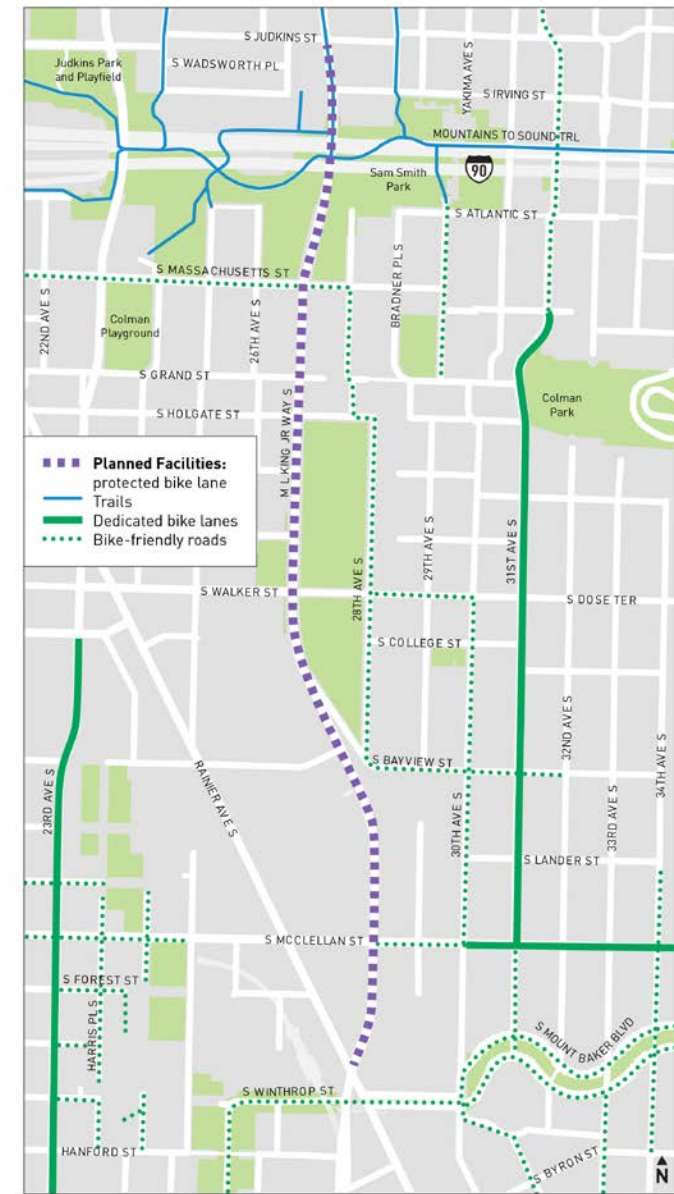 S JUDKINS ST
Judkins Park
and Playfield
S WADSWORTH PL
YAKIMA AVE S
S IRVING ST
MOUNTAINS TO SOUND TRL
90
Sam Smith
Park
S ATLANTIC ST
BRADNER PL S
S MASSACHUSETTS ST
22ND AVE S
Colman
Playground
26TH AVE S
S GRAND ST
Colman
Park
S HOLGATE ST
M L KING JR WAY S
Planned Facilities:
protected bike lane
Trails
Dedicated bike lanes
Bike-friendly roads
28TH AVE S
29TH AVE S
31ST AVE S
S WALKER ST
S DOSE TER
S COLLEGE ST
32ND AVE S
S BAYVIEW ST
34TH AVE S
23RD AVE S
RAINIER AVE S
30TH AVE S
33RD AVE S
S LANDER ST
S MCCLELLAN ST
S FOREST ST
HARRIS PL S
S MOUNT BAKER BLVD
S WINTHROP ST
HANFORD ST
S BYRON ST
N